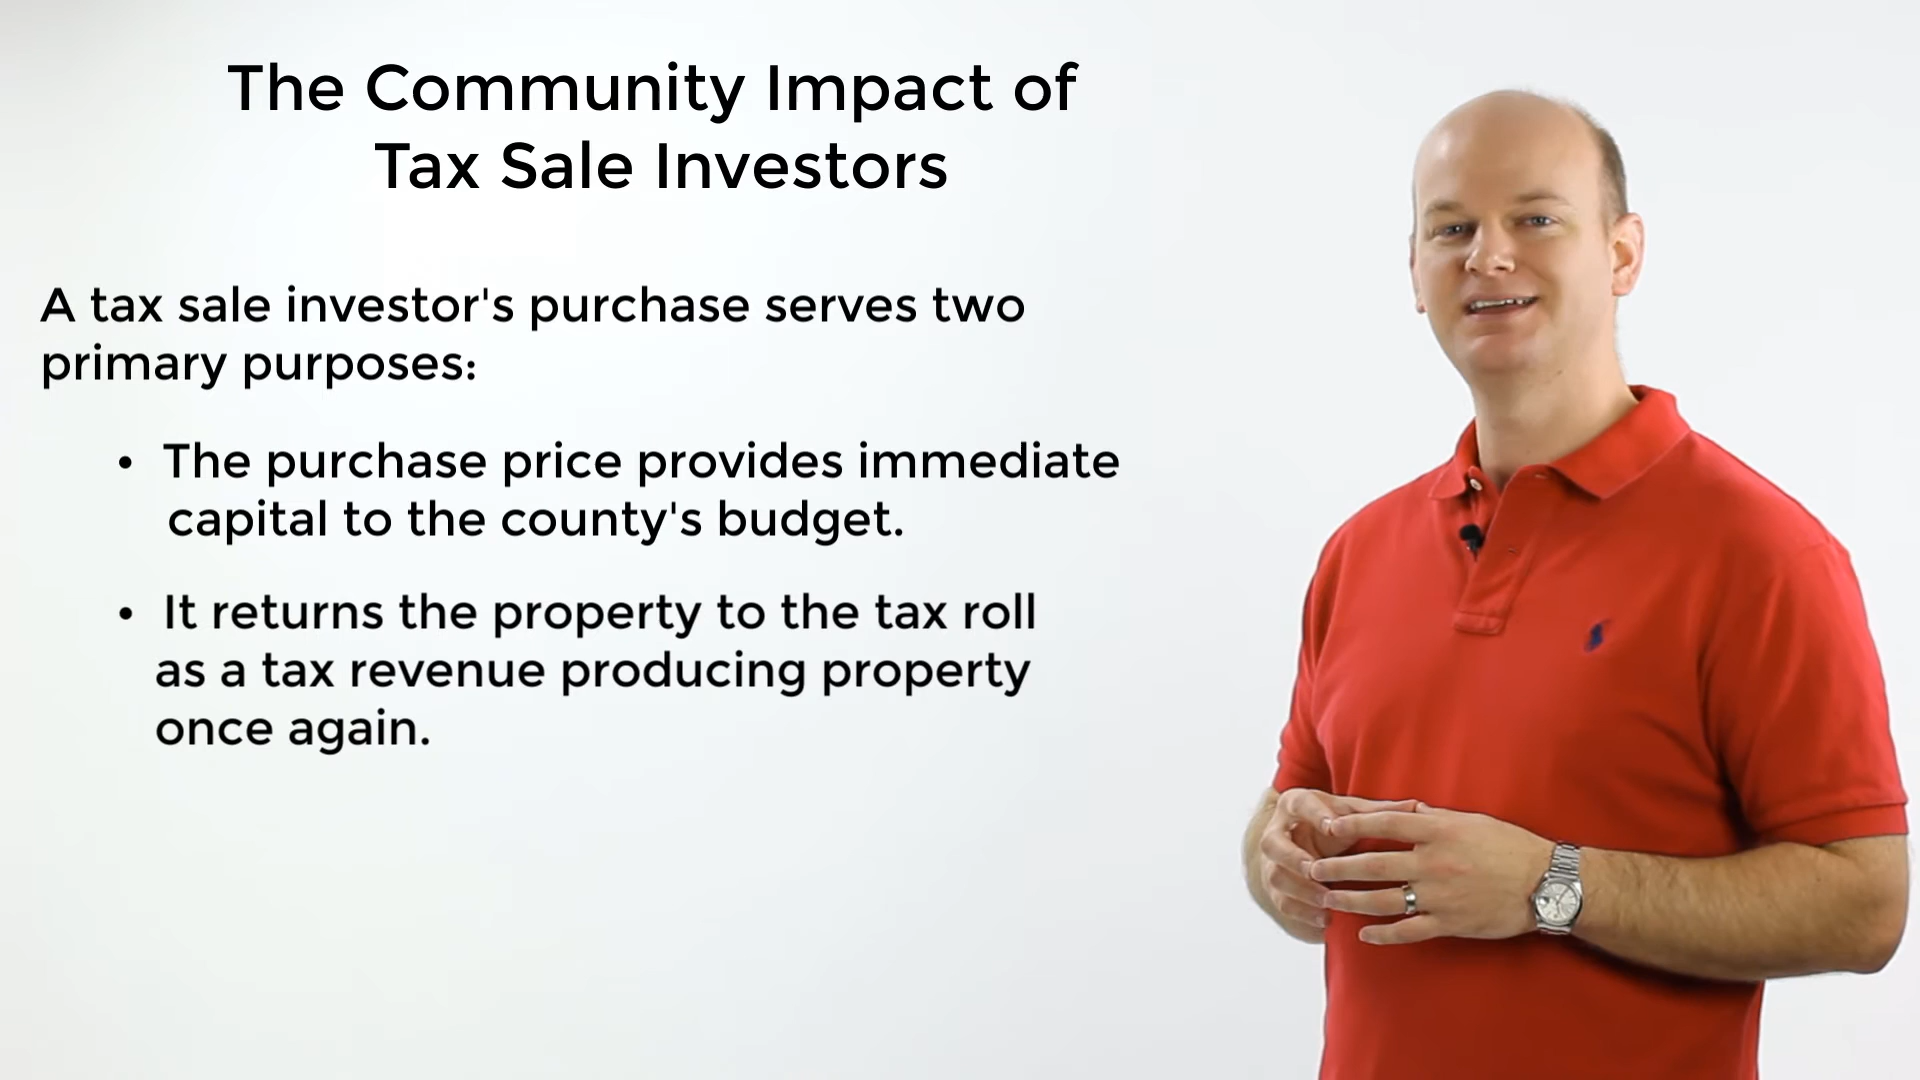 The Community Impact of
Tax Sale Investors
A tax sale investor's purchase serves two
primary purposes:
• The purchase price provides immediate
capital to the county's budget.
• It returns the property to the tax roll
as a tax revenue producing property
once again.